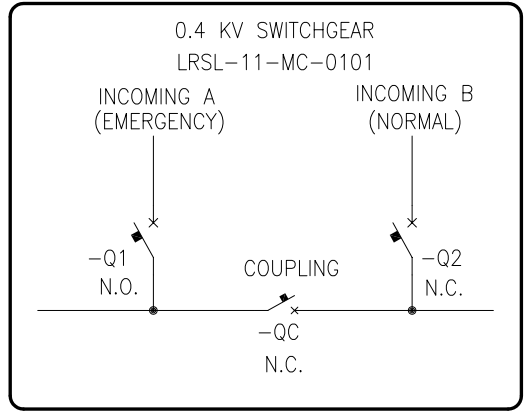 0.4 KV SWITCHGEAR
LRSL-11-MC-0101
INCOMING A
(EMERGENCY)
INCOMING B
(NORMAL)
-Q1
N.O.
COUPLING
-QC
N.C.
-Q2
N.C.